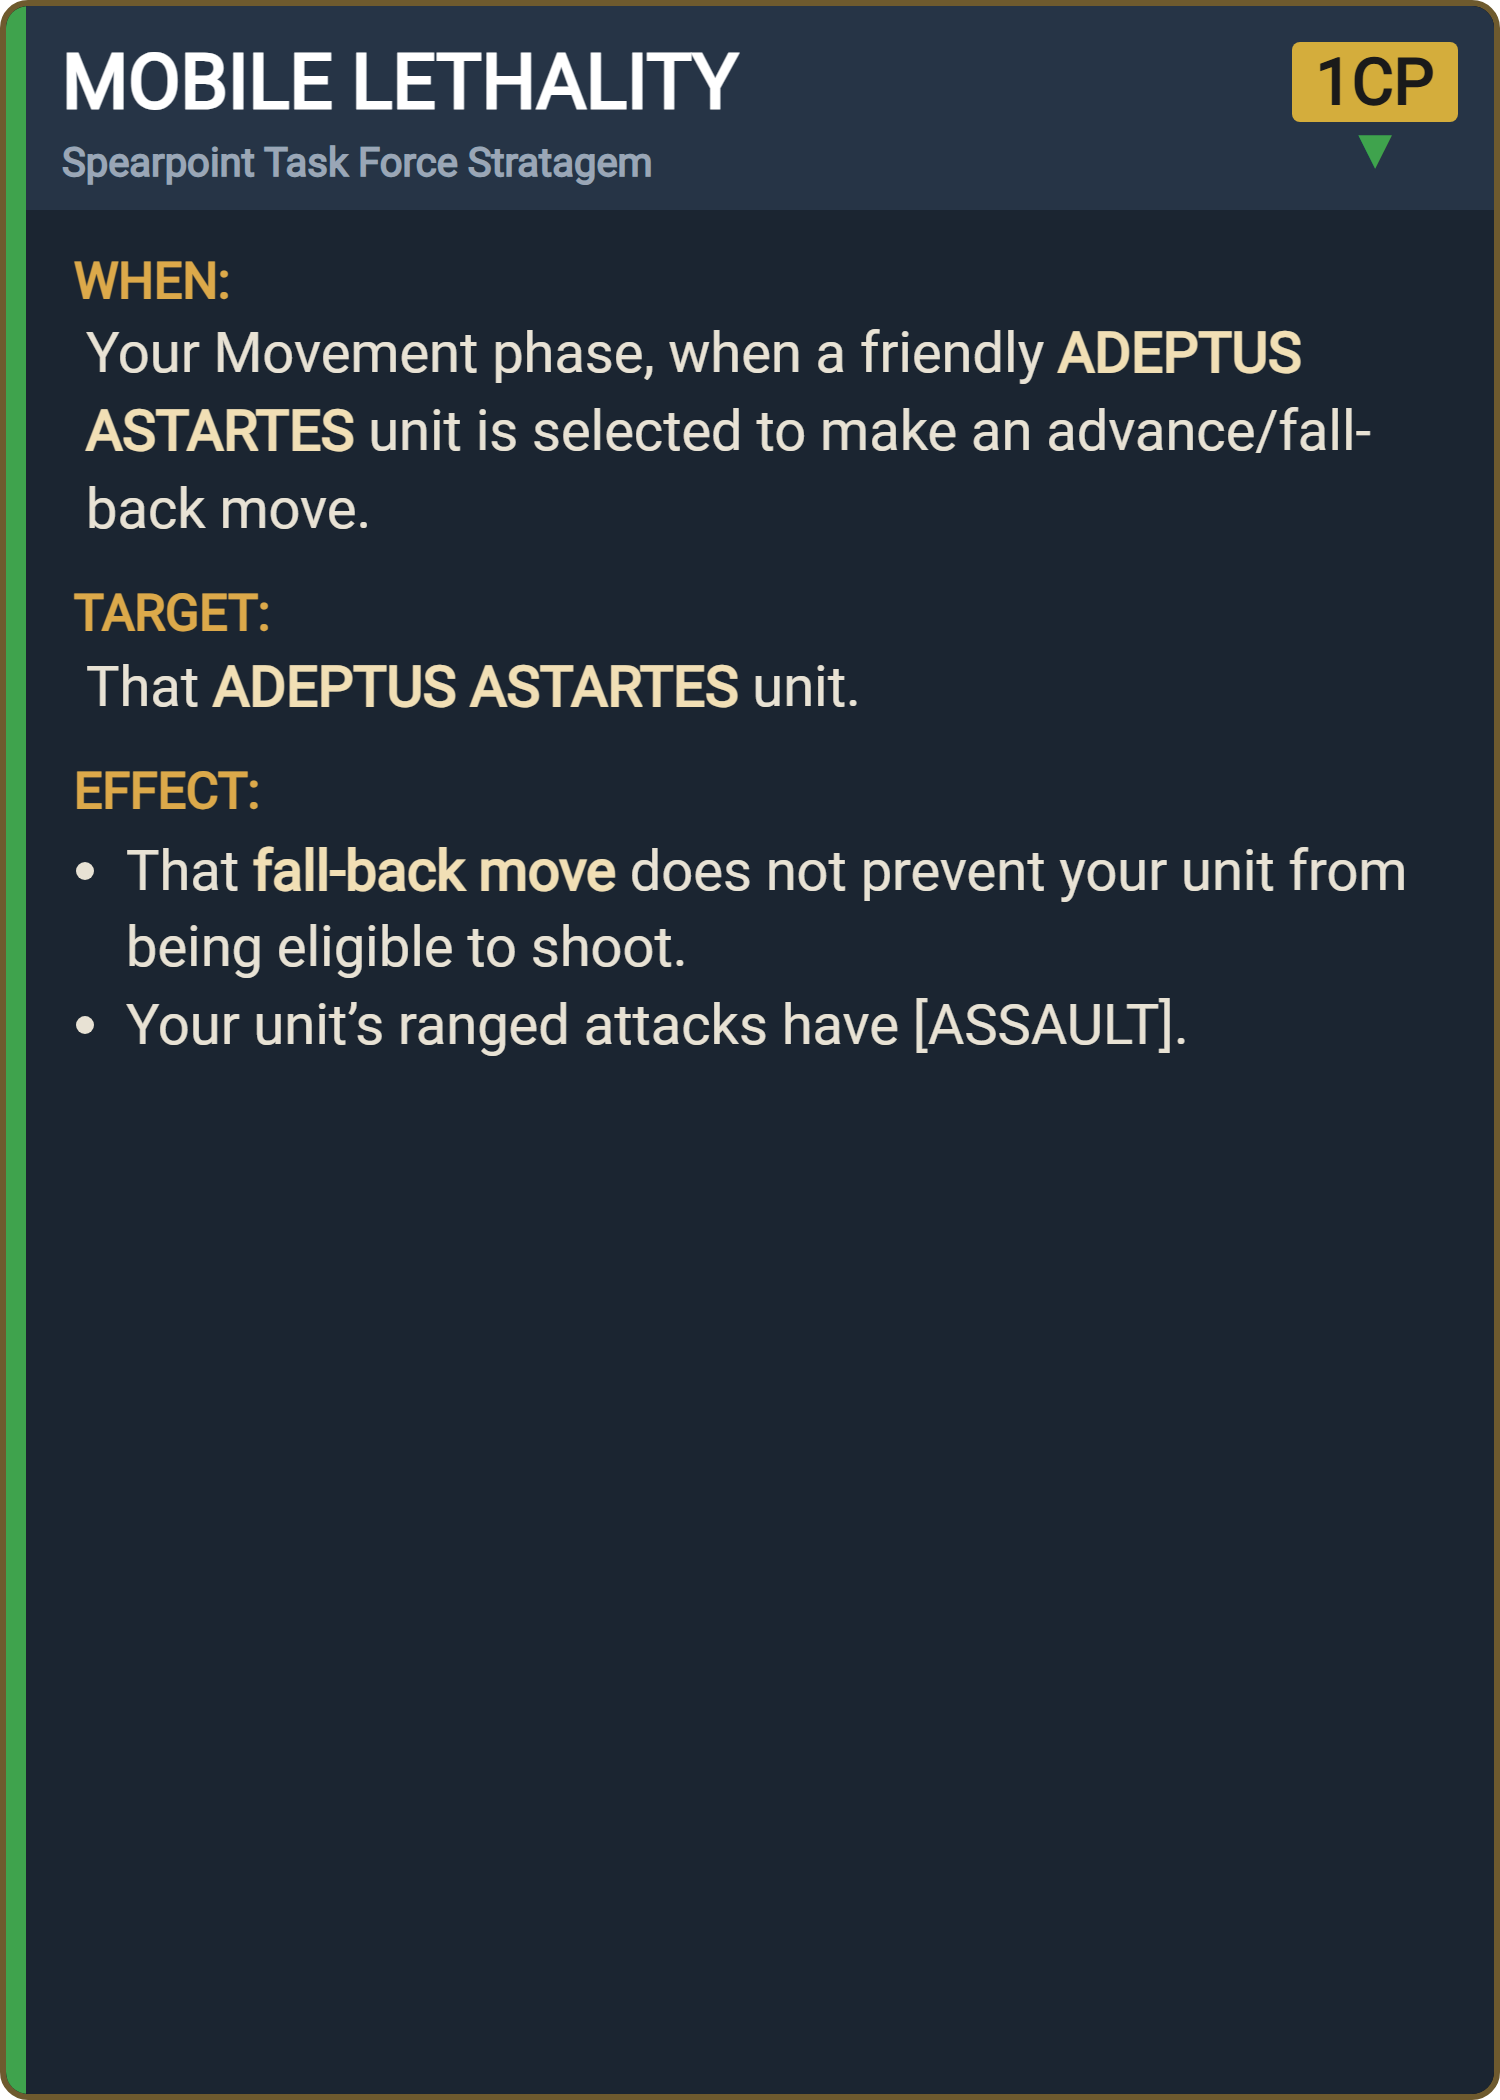 MOBILE LETHALITY
1CP
Spearpoint Task Force Stratagem
WHEN:
Your Movement phase, when a friendly ADEPTUS
ASTARTES unit is selected to make an advance/fall-
back move.
TARGET:
That ADEPTUS ASTARTES unit.
EFFECT:
• That fall-back move does not prevent your unit from
being eligible to shoot.
• Your unit’s ranged attacks have [ASSAULT].